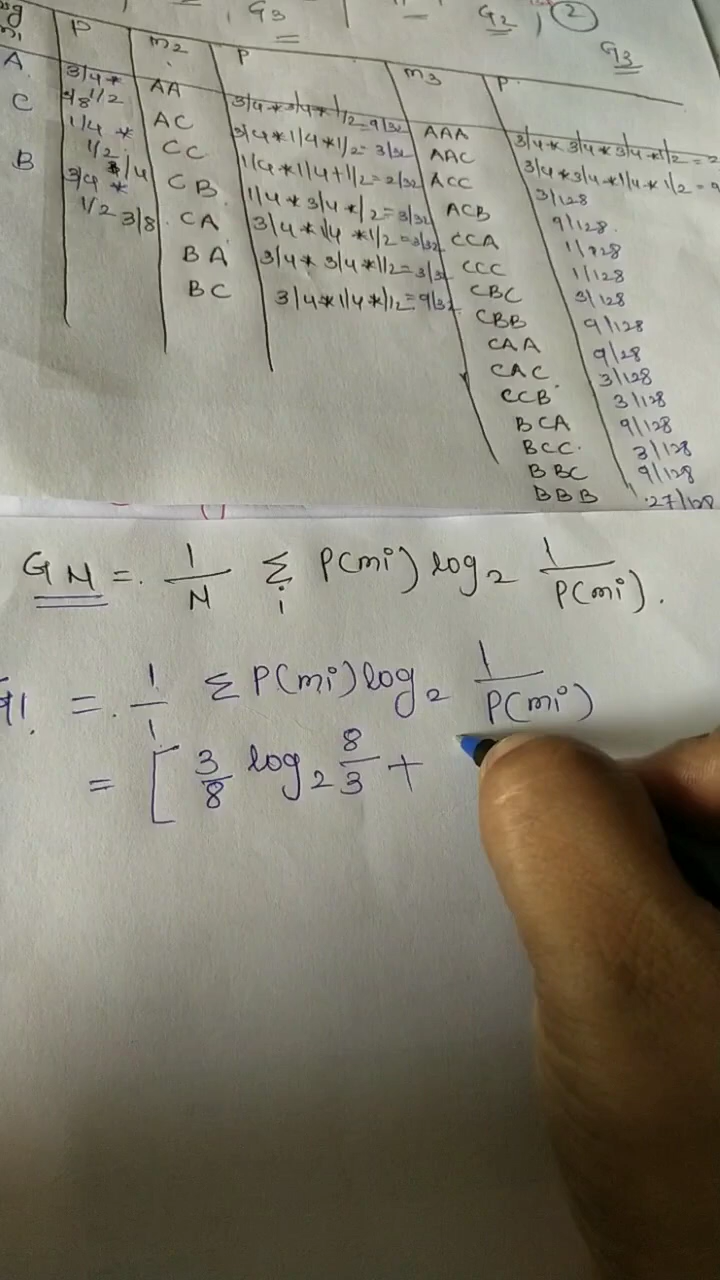 G3 | — G2, ②
G3
P m2 P m3 P
A 3/4* AA 3/4*3/4*1/2=9/32 AAA 3/4*3/4*3/4*1/2=
C 1/2 AC 3/4*1/4*1/2=3/32 AAC 3/4*3/4*1/4*1/2=9
1/4 * CC 1/4*1/4+1/2=2/32 ACC 3/128
B 1/2 1/4 CB 1/4*3/4*1/2=3/32 ACB 9/128.
3/4 * CA 3/4*1/4*1/2=3/32 CCA 1/128
1/2 3/8 BA 3/4*3/4*1/2=3/32 CCC 1/128
BC 3/4*1/4*1/2=9/32 CBC 3/128
CBB 9/128
CAA 9/28
CAC. 3/128
CCB 3/128
BCA 9/128
BCC. 3/128
BBC 9/128
BBB 27/128
GN = 1/N Σ i P(mi) log2 1/P(mi).
G1. = 1/1 Σ P(mi) log2 1/P(mi)
= [ 3/8 log2 8/3 +